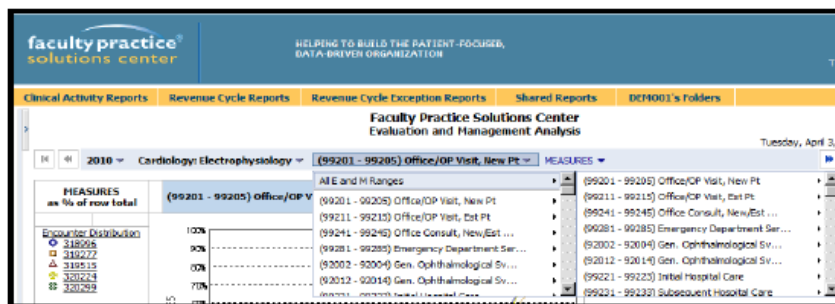 faculty practice®
solutions center
HELPING TO BUILD THE PATIENT-FOCUSED,
DATA-DRIVEN ORGANIZATION
Clinical Activity Reports Revenue Cycle Reports Revenue Cycle Exception Reports Shared Reports DEMO01's Folders
Faculty Practice Solutions Center
Evaluation and Management Analysis
Tuesday, April 3,
2010 Cardiology: Electrophysiology (99201 - 99205) Office/OP Visit, New Pt MEASURES
MEASURES
as % of row total
(99201 - 99205) Office/OP V
Encounter Distribution
318996
319277
319515
320224
320299
100%
90%
80%
70%
All E and M Ranges
(99201 - 99205) Office/OP Visit, New Pt
(99211 - 99215) Office/OP Visit, Est Pt
(99241 - 99245) Office Consult, New/Est ...
(99281 - 99285) Emergency Department Ser...
(92002 - 92004) Gen. Ophthalmological Sv...
(92012 - 92014) Gen. Ophthalmological Sv...
(99221 - 99223) Initial Hospital Care
(99201 - 99205) Office/OP Visit, New Pt
(99211 - 99215) Office/OP Visit, Est Pt
(99241 - 99245) Office Consult, New/Est ...
(99281 - 99285) Emergency Department Ser...
(92002 - 92004) Gen. Ophthalmological Sv...
(92012 - 92014) Gen. Ophthalmological Sv...
(99221 - 99223) Initial Hospital Care
(99231 - 99233) Subsequent Hospital Care